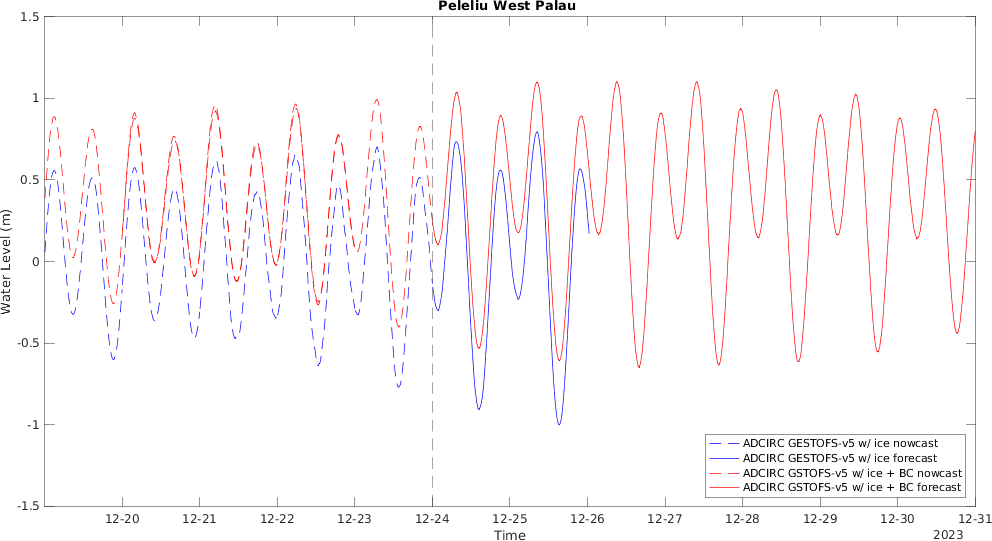 Peleliu West Palau
1.5
1
0.5
0
-0.5
-1
-1.5
Water Level (m)
ADCIRC GESTOFS-v5 w/ ice nowcast
ADCIRC GESTOFS-v5 w/ ice forecast
ADCIRC GSTOFS-v5 w/ ice + BC nowcast
ADCIRC GSTOFS-v5 w/ ice + BC forecast
12-20 12-21 12-22 12-23 12-24 12-25 12-26 12-27 12-28 12-29 12-30 12-31
Time
2023